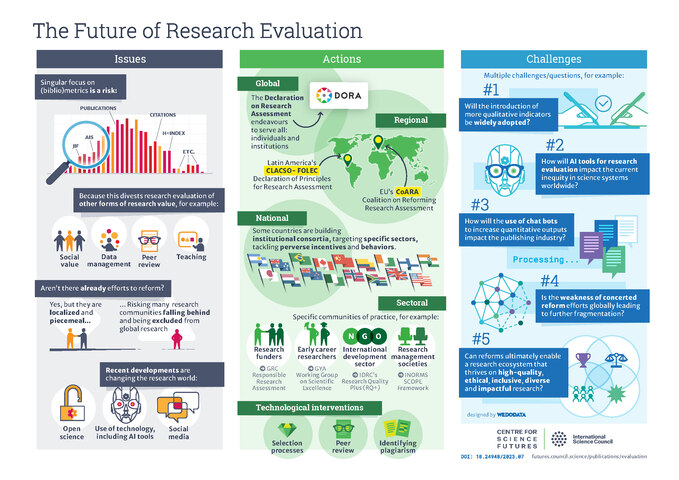 The Future of Research Evaluation
Issues
Singular focus on
(biblio)metrics is a risk:
PUBLICATIONS
CITATIONS
H-INDEX
AIS
JIF
ETC.
Because this divests research evaluation of
other forms of research value, for example:
Social
value
Data
management
Peer
review
Teaching
Aren't there already efforts to reform?
Yes, but they are
localized and
piecemeal...
... Risking many research
communities falling behind
and being excluded from
global research
Recent developments are
changing the research world:
Open
science
Use of technology,
including AI tools
Social
media
Actions
Global
The Declaration
on Research
Assessment
endeavours
to serve all:
individuals and
institutions
DORA
Regional
Latin America's
CLACSO - FOLEC
Declaration of Principles
for Research Assessment
EU's CoARA
Coalition on Reforming
Research Assessment
National
Some countries are building
institutional consortia, targeting specific sectors,
tackling perverse incentives and behaviors.
Sectoral
Specific communities of practice, for example:
Research
funders
GRC
Responsible
Research
Assessment
Early career
researchers
GYA
Working Group
on Scientific
Excellence
NGO
International
development
sector
IDRC's
Research Quality
Plus (RQ+)
Research
management
societies
INORMS
SCOPE
Framework
Technological interventions
Selection
processes
Peer
review
Identifying
plagiarism
Challenges
Multiple challenges/questions, for example:
#1
Will the introduction of
more qualitative indicators
be widely adopted?
#2
How will AI tools for research
evaluation impact the current
inequity in science systems
worldwide?
#3
How will the use of chat bots
to increase quantitative outputs
impact the publishing industry?
Processing...
#4
Is the weakness of concerted
reform efforts globally leading
to further fragmentation?
#5
Can reforms ultimately enable
a research ecosystem that
thrives on high-quality,
ethical, inclusive, diverse
and impactful research?
designed by WEDODATA
CENTRE FOR
SCIENCE
FUTURES
International
Science Council
DOI: 10.24948/2023.07
futures.council.science/publications/evaluation